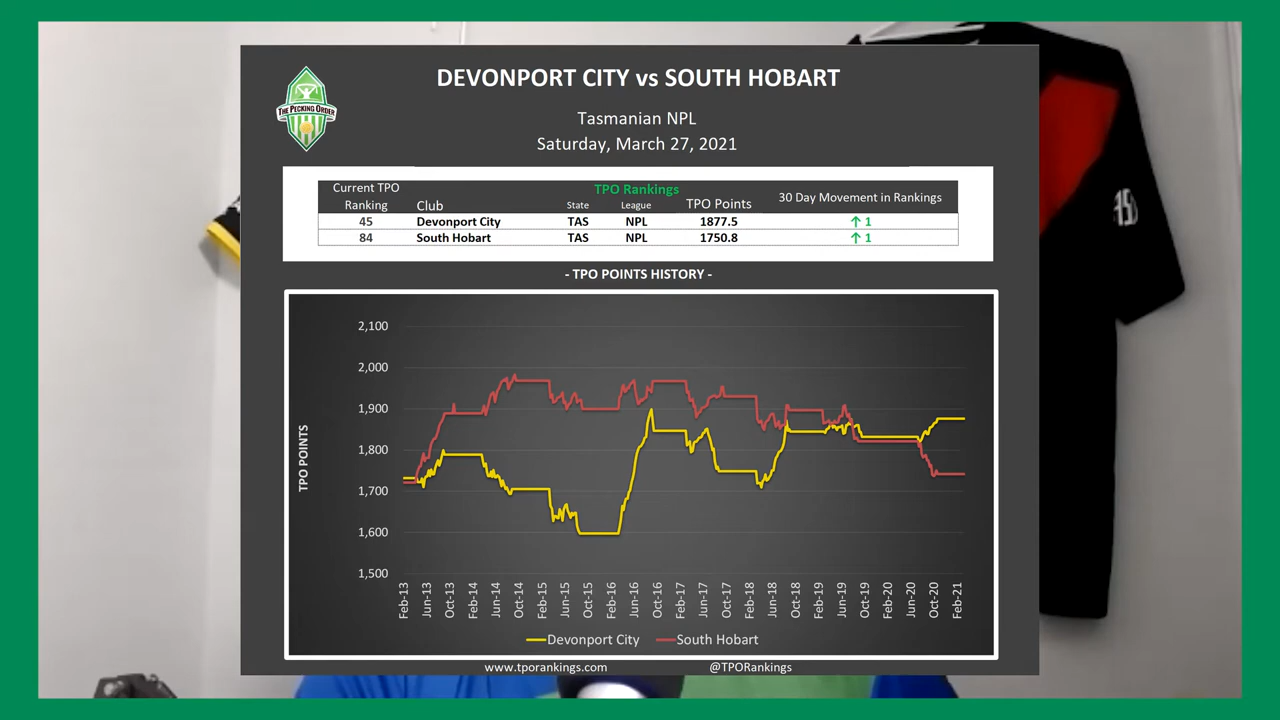 DEVONPORT CITY vs SOUTH HOBART
THE PECKING ORDER
Tasmanian NPL
Saturday, March 27, 2021
Current TPO Ranking Club TPO Rankings State League TPO Points 30 Day Movement in Rankings
45 Devonport City TAS NPL 1877.5 ↑ 1
84 South Hobart TAS NPL 1750.8 ↑ 1
- TPO POINTS HISTORY -
TPO POINTS
2,100
2,000
1,900
1,800
1,700
1,600
1,500
Feb-13 Jun-13 Oct-13 Feb-14 Jun-14 Oct-14 Feb-15 Jun-15 Oct-15 Feb-16 Jun-16 Oct-16 Feb-17 Jun-17 Oct-17 Feb-18 Jun-18 Oct-18 Feb-19 Jun-19 Oct-19 Feb-20 Jun-20 Oct-20 Feb-21
Devonport City South Hobart
www.tporankings.com @TPORankings